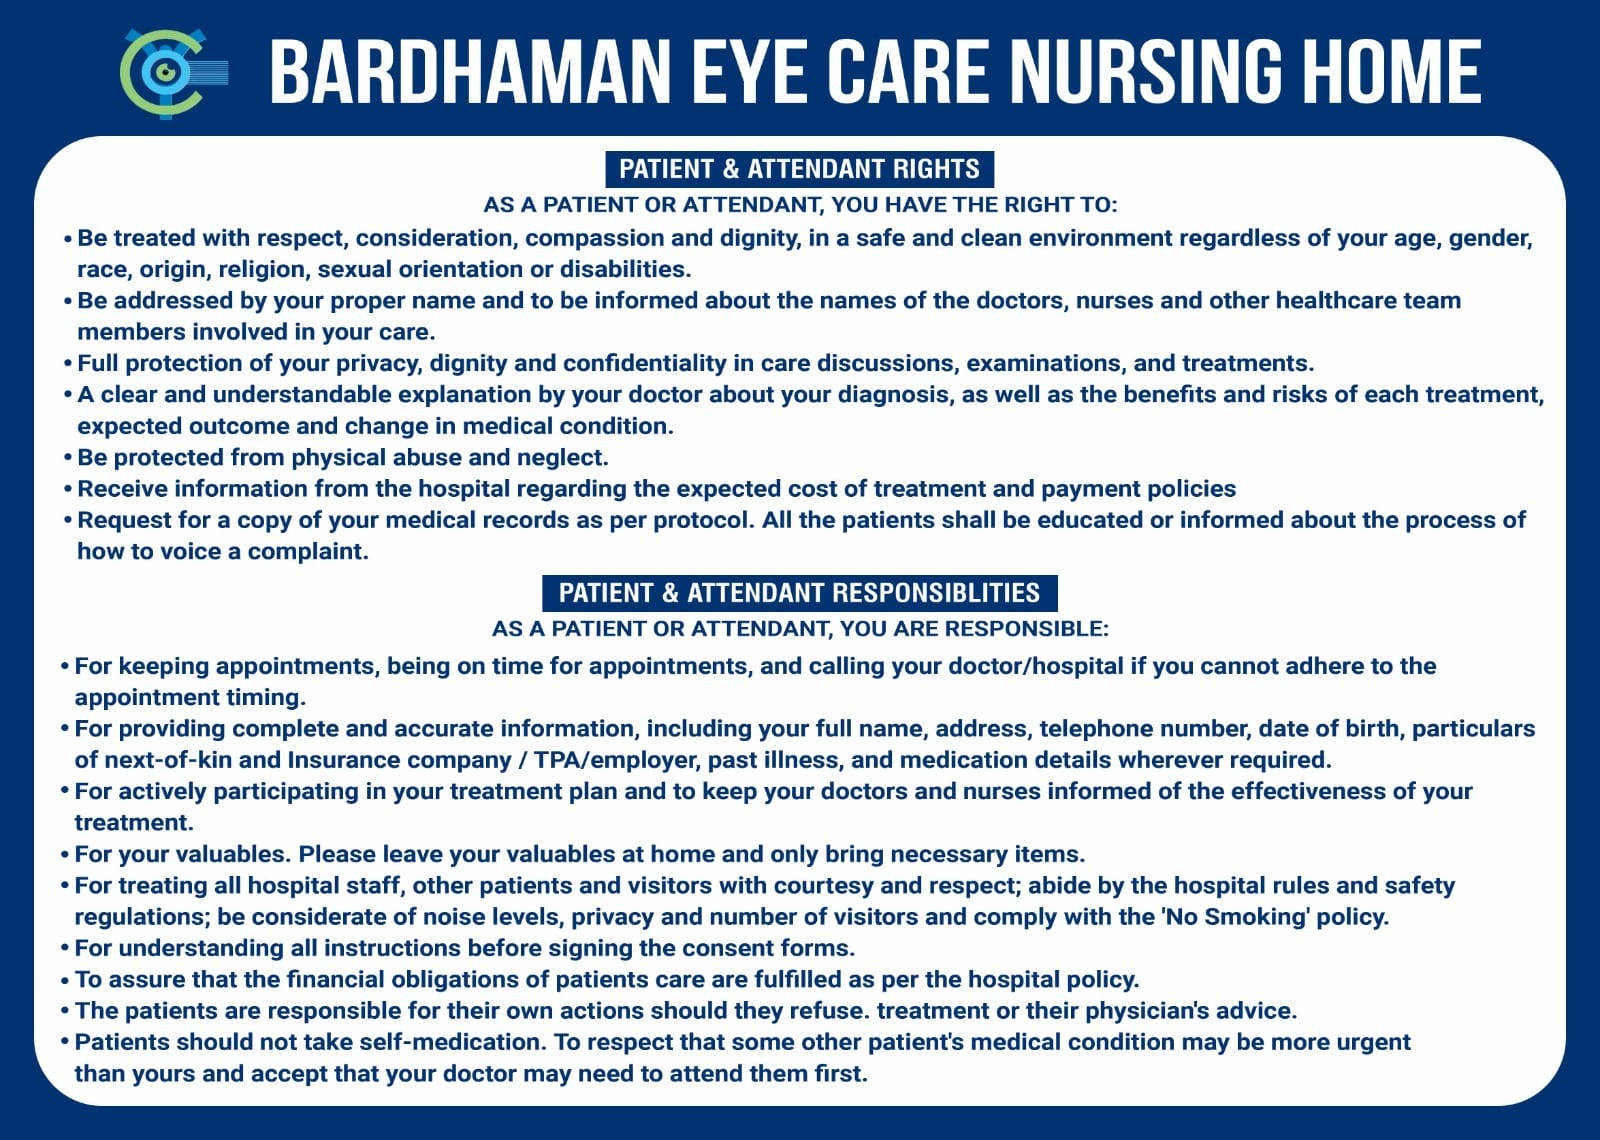 BARDHAMAN EYE CARE NURSING HOME
PATIENT & ATTENDANT RIGHTS
AS A PATIENT OR ATTENDANT, YOU HAVE THE RIGHT TO:
• Be treated with respect, consideration, compassion and dignity, in a safe and clean environment regardless of your age, gender,
race, origin, religion, sexual orientation or disabilities.
• Be addressed by your proper name and to be informed about the names of the doctors, nurses and other healthcare team
members involved in your care.
• Full protection of your privacy, dignity and confidentiality in care discussions, examinations, and treatments.
• A clear and understandable explanation by your doctor about your diagnosis, as well as the benefits and risks of each treatment,
expected outcome and change in medical condition.
• Be protected from physical abuse and neglect.
• Receive information from the hospital regarding the expected cost of treatment and payment policies
• Request for a copy of your medical records as per protocol. All the patients shall be educated or informed about the process of
how to voice a complaint.
PATIENT & ATTENDANT RESPONSIBLITIES
AS A PATIENT OR ATTENDANT, YOU ARE RESPONSIBLE:
• For keeping appointments, being on time for appointments, and calling your doctor/hospital if you cannot adhere to the
appointment timing.
• For providing complete and accurate information, including your full name, address, telephone number, date of birth, particulars
of next-of-kin and Insurance company / TPA/employer, past illness, and medication details wherever required.
• For actively participating in your treatment plan and to keep your doctors and nurses informed of the effectiveness of your
treatment.
• For your valuables. Please leave your valuables at home and only bring necessary items.
• For treating all hospital staff, other patients and visitors with courtesy and respect; abide by the hospital rules and safety
regulations; be considerate of noise levels, privacy and number of visitors and comply with the 'No Smoking' policy.
• For understanding all instructions before signing the consent forms.
• To assure that the financial obligations of patients care are fulfilled as per the hospital policy.
• The patients are responsible for their own actions should they refuse. treatment or their physician's advice.
• Patients should not take self-medication. To respect that some other patient's medical condition may be more urgent
than yours and accept that your doctor may need to attend them first.